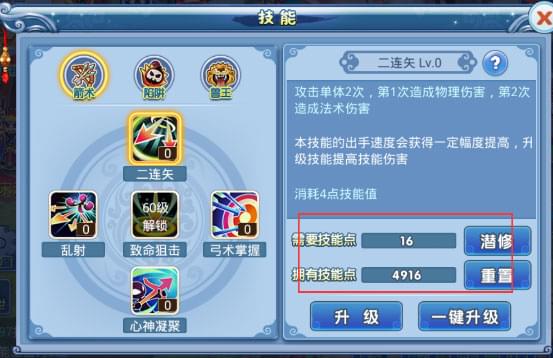 技能
箭术 陷阱 兽王
0
二连矢
0
60级
解锁
0
乱射 致命狙击 弓术掌握
0
心神凝聚
二连矢 Lv.0
?
攻击单体2次，第1次造成物理伤害，第2次
造成法术伤害
本技能的出手速度会获得一定幅度提高，升
级技能提高技能伤害
消耗4点技能值
需要技能点 16 潜修
拥有技能点 4916 重置
升级 一键升级